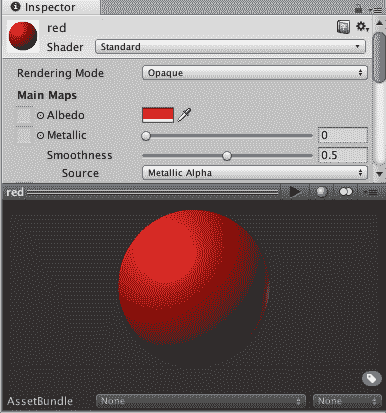 Inspector
red
Shader Standard
Rendering Mode Opaque
Main Maps
Albedo
Metallic 0
Smoothness 0.5
Source Metallic Alpha
red
AssetBundle None None